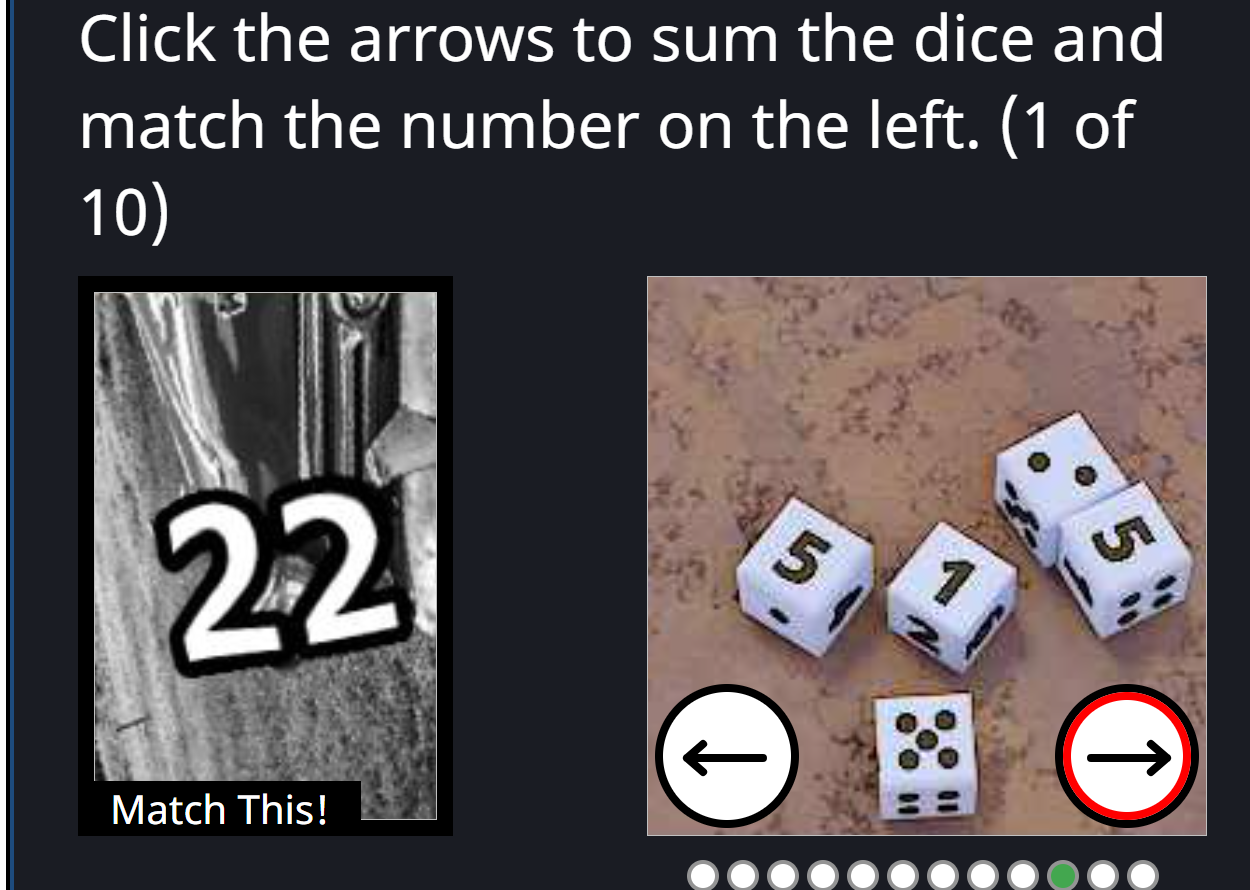 Click the arrows to sum the dice and
match the number on the left. (1 of
10)
22
Match This!
5
1
5
2